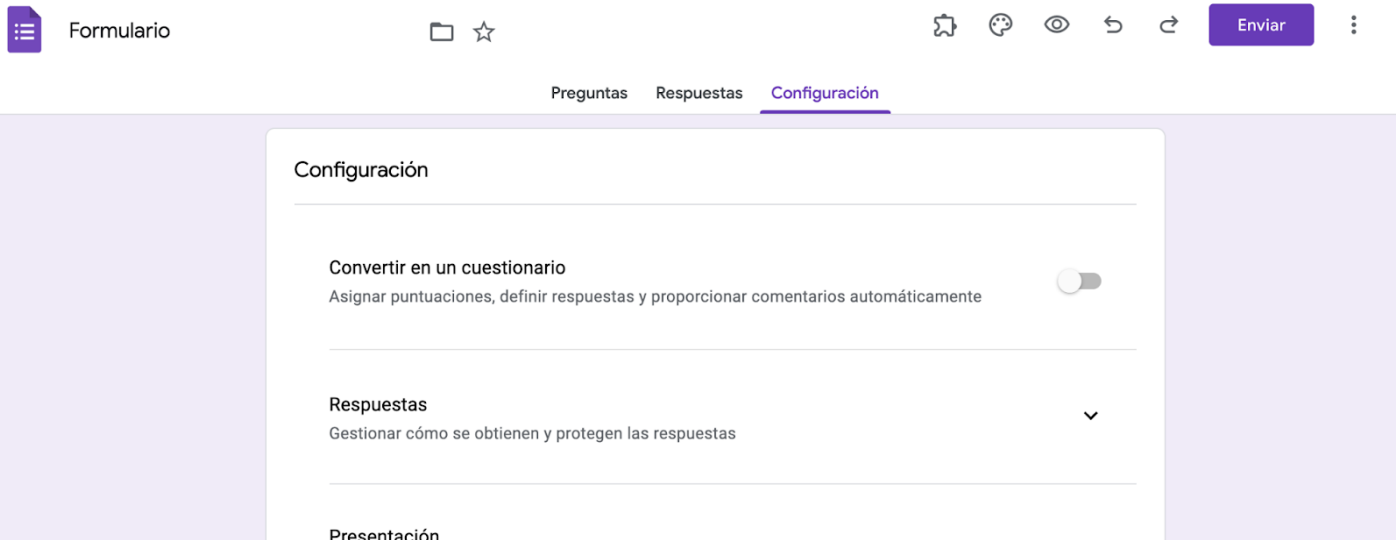 Formulario
Enviar
Preguntas Respuestas Configuración
Configuración
Convertir en un cuestionario
Asignar puntuaciones, definir respuestas y proporcionar comentarios automáticamente
Respuestas
Gestionar cómo se obtienen y protegen las respuestas
Presentación